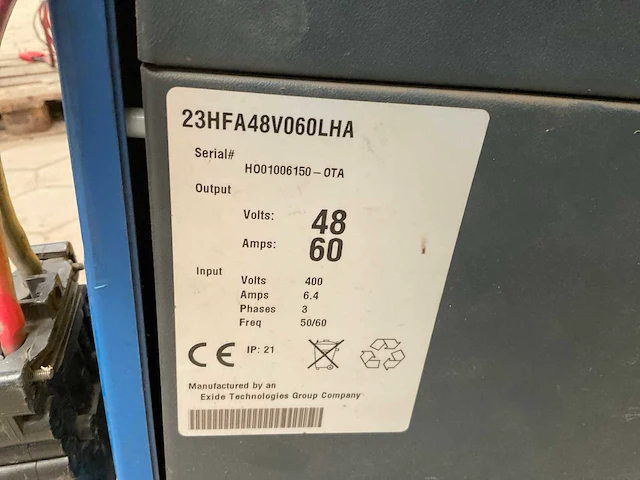 23HFA48V060LHA
Serial#
HO01006150-OTA
Output
Volts: 48
Amps: 60
Input
Volts 400
Amps 6.4
Phases 3
Freq 50/60
CE IP: 21
Manufactured by an
Exide Technologies Group Company